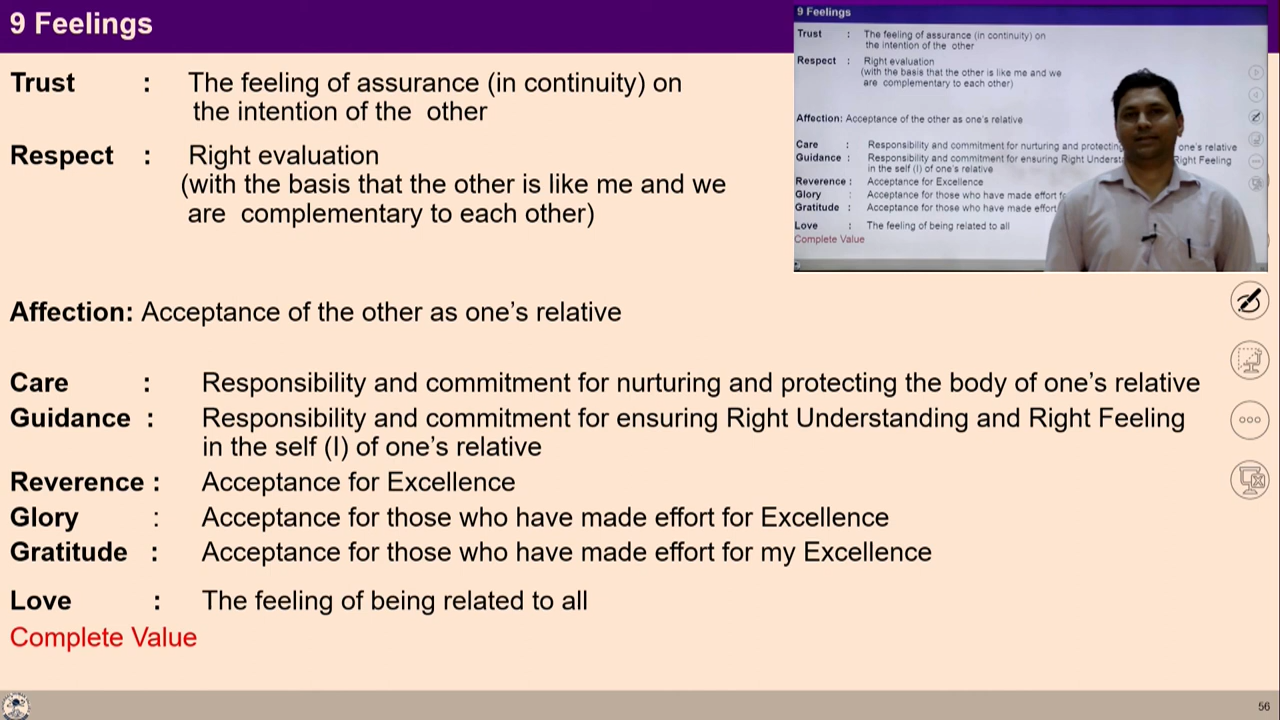 9 Feelings
Trust : The feeling of assurance (in continuity) on
the intention of the other
Respect : Right evaluation
(with the basis that the other is like me and we
are complementary to each other)
Affection: Acceptance of the other as one’s relative
Care : Responsibility and commitment for nurturing and protecting the body of one’s relative
Guidance : Responsibility and commitment for ensuring Right Understanding and Right Feeling
in the self (I) of one’s relative
Reverence : Acceptance for Excellence
Glory : Acceptance for those who have made effort for Excellence
Gratitude : Acceptance for those who have made effort for my Excellence
Love : The feeling of being related to all
Complete Value
56
9 Feelings
Trust : The feeling of assurance (in continuity) on
the intention of the other
Respect : Right evaluation
(with the basis that the other is like me and we
are complementary to each other)
Affection: Acceptance of the other as one's relative
Care : Responsibility and commitment for nurturing and protecting one's relative
Guidance : Responsibility and commitment for ensuring Right Right Feeling
in the self (I) of one's relative
Reverence : Acceptance for Excellence
Glory : Acceptance for those who have made effort
Gratitude : Acceptance for those who have made effort
Love : The feeling of being related to all
Complete Value